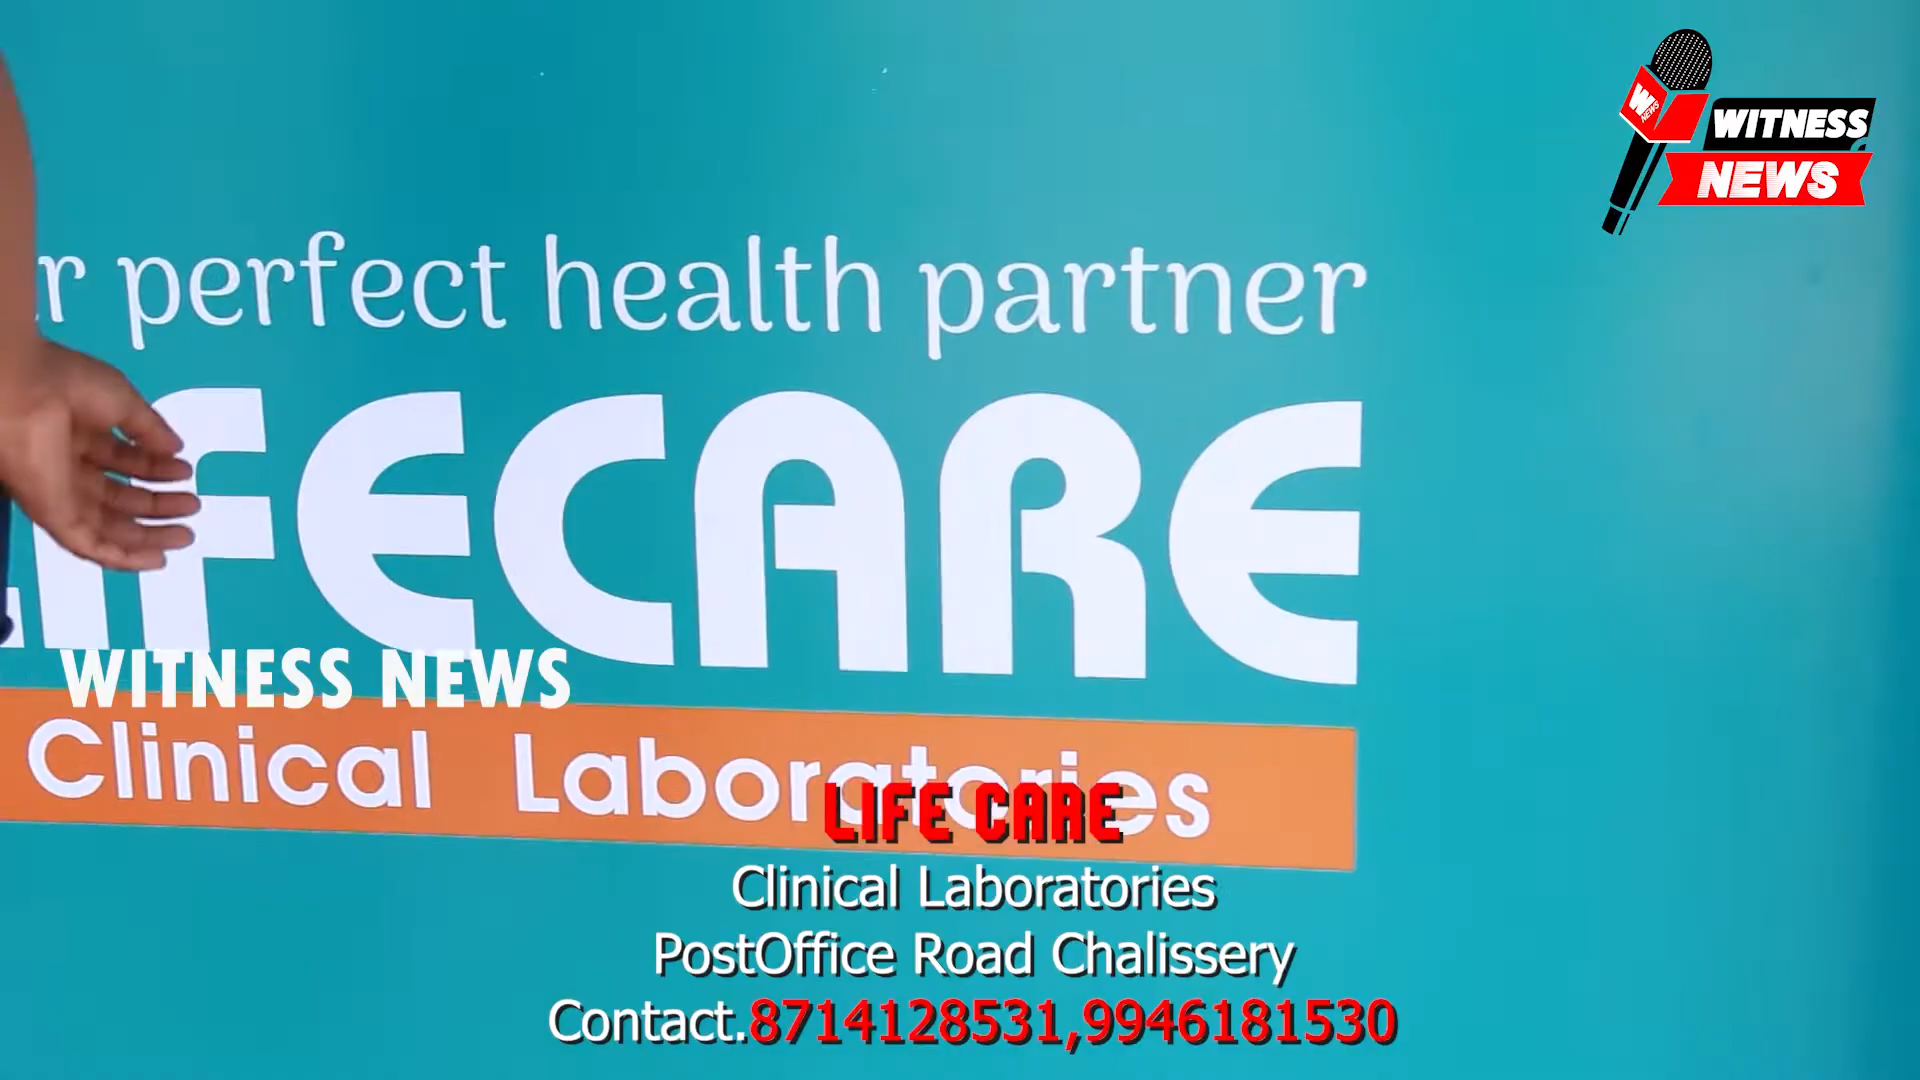 WITNESS
NEWS
r perfect health partner
LIFECARE
WITNESS NEWS
Clinical Laboratories
LIFE CARE
Clinical Laboratories
PostOffice Road Chalissery
Contact.8714128531,9946181530